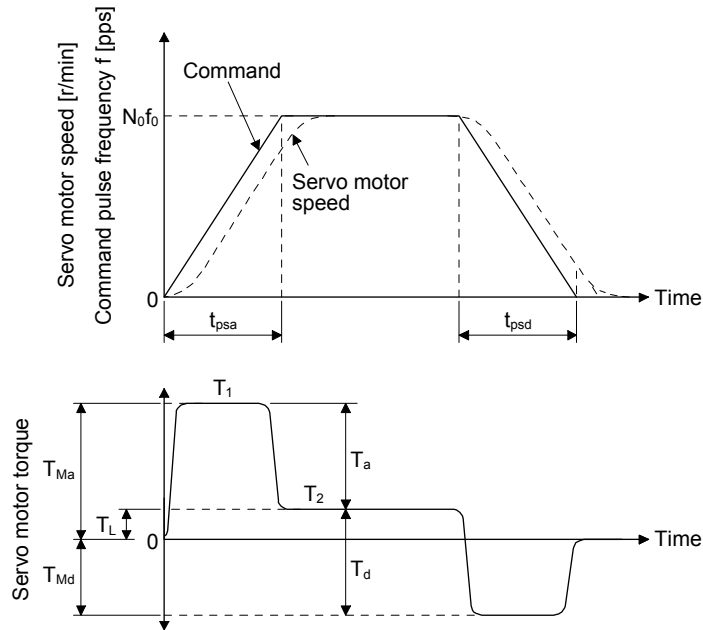 Servo motor speed [r/min]
Command pulse frequency f [pps]
Command
N₀f₀
Servo motor
speed
0
Time
tpsa
tpsd
Servo motor torque
T₁
TMa
Ta
T₂
TL
0
Time
TMd
Td